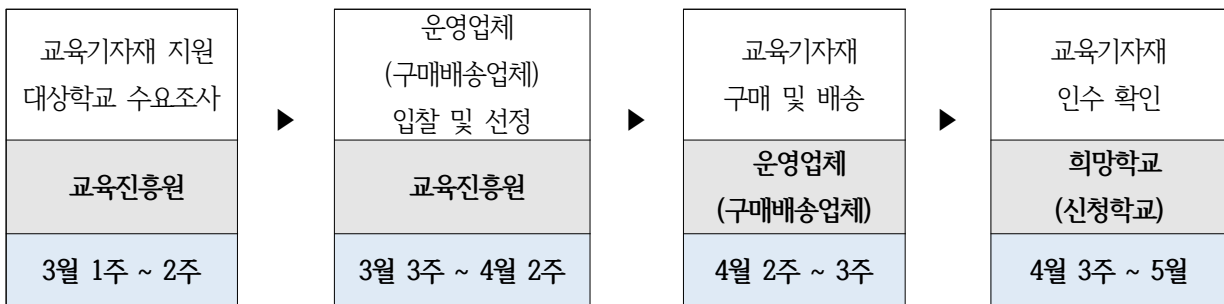 교육기자재 지원
대상학교 수요조사
교육진흥원
3월 1주 ~ 2주
▶
운영업체
(구매배송업체)
입찰 및 선정
교육진흥원
3월 3주 ~ 4월 2주
▶
교육기자재
구매 및 배송
운영업체
(구매배송업체)
4월 2주 ~ 3주
▶
교육기자재
인수 확인
희망학교
(신청학교)
4월 3주 ~ 5월